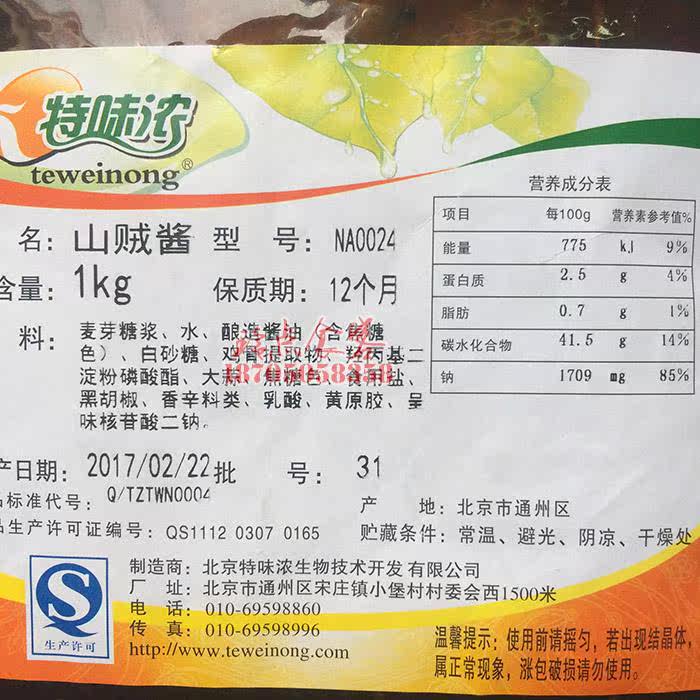 特味浓
teweinong®
营养成分表
项目 每100g 营养素参考值%
能量 775 kJ 9%
蛋白质 2.5 g 4%
脂肪 0.7 g 1%
碳水化合物 41.5 g 14%
钠 1709 mg 85%
名: 山贼酱 型 号: NA0024
含量: 1kg 保质期: 12个月
料: 麦芽糖浆、水、酿造酱油(含焦糖
色)、白砂糖、鸡骨提取物、羟丙基二
淀粉磷酸酯、大蒜、焦糖色、食用盐、
黑胡椒、香辛料类、乳酸、黄原胶、呈
味核苷酸二钠。
18705058358
产日期: 2017/02/22 批 号: 31
品标准代号: Q/TZTWN0004
产 地: 北京市通州区
品生产许可证编号: QS1112 0307 0165
贮藏条件: 常温、避光、阴凉、干燥处
制造商: 北京特味浓生物技术开发有限公司
厂 址: 北京市通州区宋庄镇小堡村村委会西1500米
电 话: 010-69598860
传 真: 010-69598996
http://www.teweinong.com
生产许可
温馨提示: 使用前请摇匀, 若出现结晶体,
属正常现象, 涨包破损请勿使用。